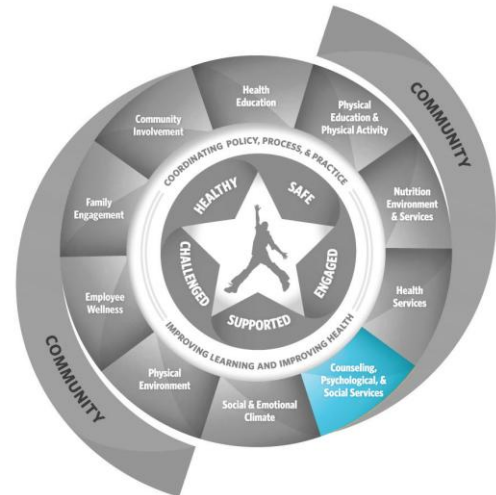 COMMUNITY
Health
Education
Physical
Education &
Physical Activity
Nutrition
Environment
& Services
Health
Services
Counseling,
Psychological, &
Social Services
Social & Emotional
Climate
Physical
Environment
Employee
Wellness
Family
Engagement
Community
Involvement
COORDINATING POLICY, PROCESS, & PRACTICE
IMPROVING LEARNING AND IMPROVING HEALTH
HEALTHY
SAFE
ENGAGED
SUPPORTED
CHALLENGED
COMMUNITY